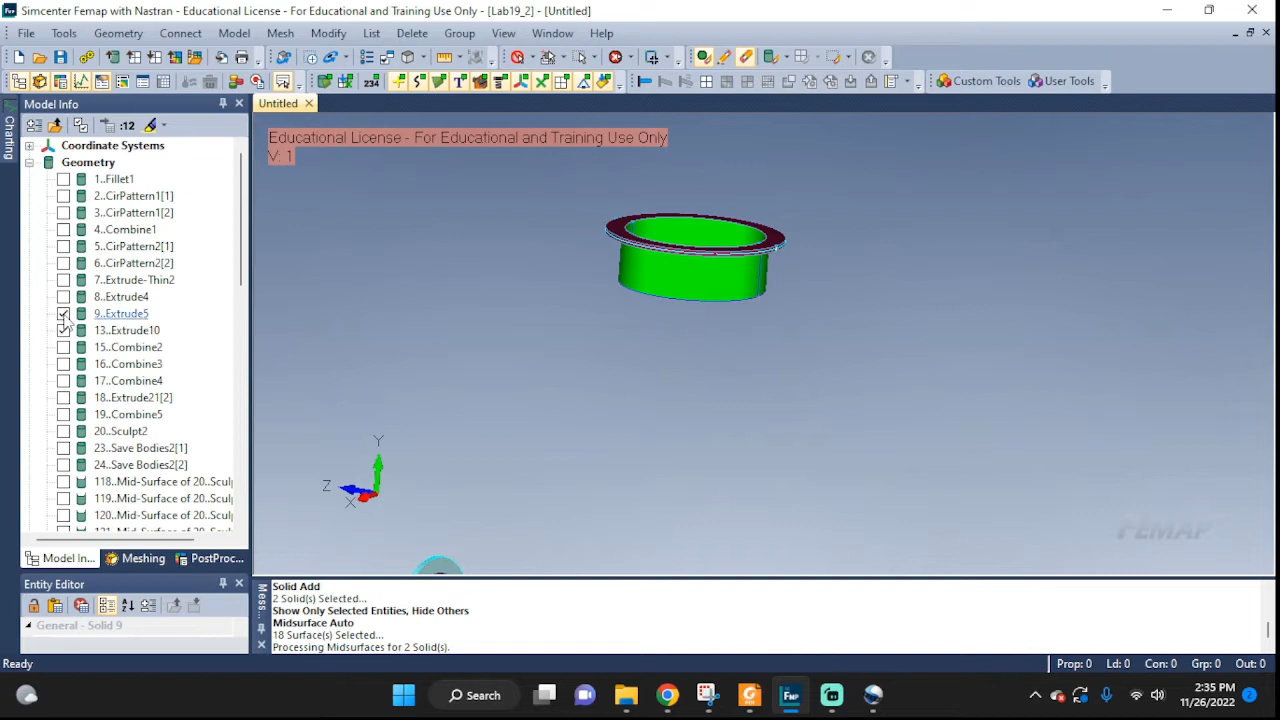 Simcenter Femap with Nastran - Educational License - For Educational and Training Use Only - [Lab19_2] - [Untitled]
File Tools Geometry Connect Model Mesh Modify List Delete Group View Window Help
234
Custom Tools User Tools
Charting
Model Info
:12
Untitled
Coordinate Systems
Geometry
1..Fillet1
2..CirPattern1[1]
3..CirPattern1[2]
4..Combine1
5..CirPattern2[1]
6..CirPattern2[2]
7..Extrude-Thin2
8..Extrude4
9..Extrude5
13..Extrude10
15..Combine2
16..Combine3
17..Combine4
18..Extrude21[2]
19..Combine5
20..Sculpt2
23..Save Bodies2[1]
24..Save Bodies2[2]
118..Mid-Surface of 20..Scul
119..Mid-Surface of 20..Scul
120..Mid-Surface of 20..Scul
Model In... Meshing PostProc...
Entity Editor
General - Solid 9
Educational License - For Educational and Training Use Only
V: 1
Y
Z
X
FEMAP
Mess...
Solid Add
2 Solid(s) Selected...
Show Only Selected Entities, Hide Others
Midsurface Auto
18 Surface(s) Selected...
Processing Midsurfaces for 2 Solid(s).
Ready
Prop: 0 Ld: 0 Con: 0 Grp: 0 Out: 0
Search
FNP
2:35 PM
11/26/2022
2